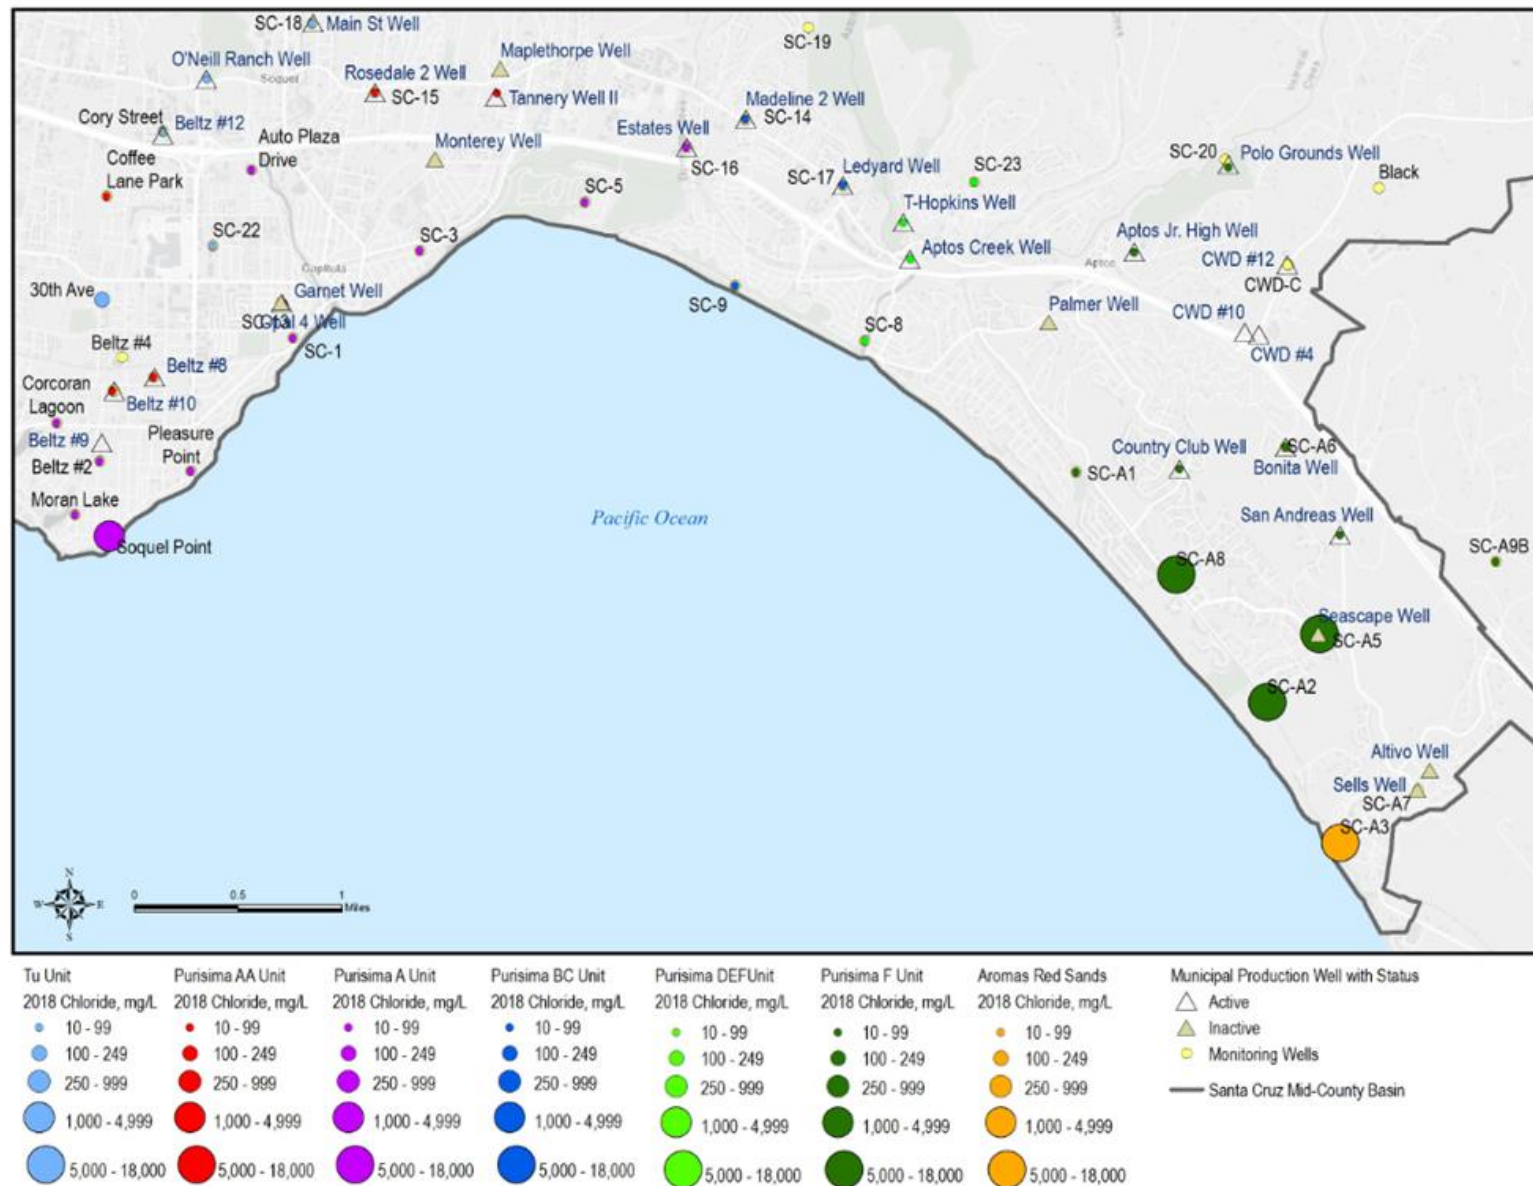 SC-18 Main St Well
SC-19
O'Neill Ranch Well
Soquel
Maplethorpe Well
Rosedale 2 Well
SC-15
Tannery Well II
Madeline 2 Well
SC-14
Cory Street
Beltz #12
Auto Plaza
Drive
Monterey Well
Estates Well
SC-16
Coffee
Lane Park
SC-5
SC-17
Ledyard Well
SC-23
SC-20
Polo Grounds Well
Black
T-Hopkins Well
SC-22
SC-3
Aptos Creek Well
Aptos Jr. High Well
Aptos
CWD #12
CWD-C
Capitola
30th Ave
Garnet Well
SC-13
Opal 4 Well
SC-1
SC-9
SC-8
Palmer Well
CWD #10
CWD #4
Beltz #4
Beltz #8
Corcoran
Lagoon
Beltz #10
Beltz #9
Beltz #2
Pleasure
Point
Moran Lake
Soquel Point
Country Club Well
SC-A6
Bonita Well
SC-A1
San Andreas Well
Pacific Ocean
SC-A8
SC-A9B
Seascape Well
SC-A5
SC-A2
Altivo Well
Sells Well
SC-A7
SC-A3
N
W E
S
0 0.5 1
Miles
Tu Unit
2018 Chloride, mg/L
10 - 99
100 - 249
250 - 999
1,000 - 4,999
5,000 - 18,000
Purisima AA Unit
2018 Chloride, mg/L
10 - 99
100 - 249
250 - 999
1,000 - 4,999
5,000 - 18,000
Purisima A Unit
2018 Chloride, mg/L
10 - 99
100 - 249
250 - 999
1,000 - 4,999
5,000 - 18,000
Purisima BC Unit
2018 Chloride, mg/L
10 - 99
100 - 249
250 - 999
1,000 - 4,999
5,000 - 18,000
Purisima DEFUnit
2018 Chloride, mg/L
10 - 99
100 - 249
250 - 999
1,000 - 4,999
5,000 - 18,000
Purisima F Unit
2018 Chloride, mg/L
10 - 99
100 - 249
250 - 999
1,000 - 4,999
5,000 - 18,000
Aromas Red Sands
2018 Chloride, mg/L
10 - 99
100 - 249
250 - 999
1,000 - 4,999
5,000 - 18,000
Municipal Production Well with Status
Active
Inactive
Monitoring Wells
Santa Cruz Mid-County Basin